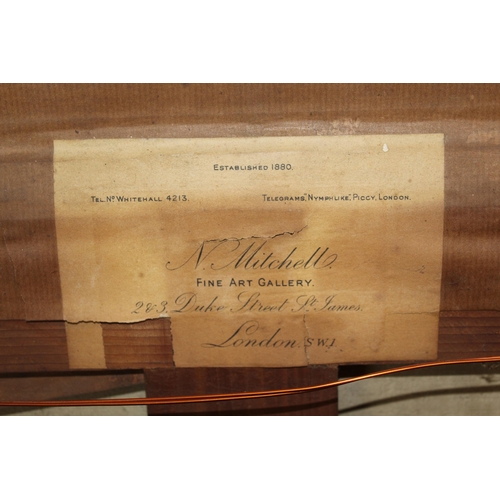 ESTABLISHED 1880.
TEL. Nº WHITEHALL 4213. TELEGRAMS, "NYMPHLIKE", PICCY, LONDON.
N. Mitchell.
FINE ART GALLERY.
2 & 3, Duke Street St. James.
London. S.W.1.